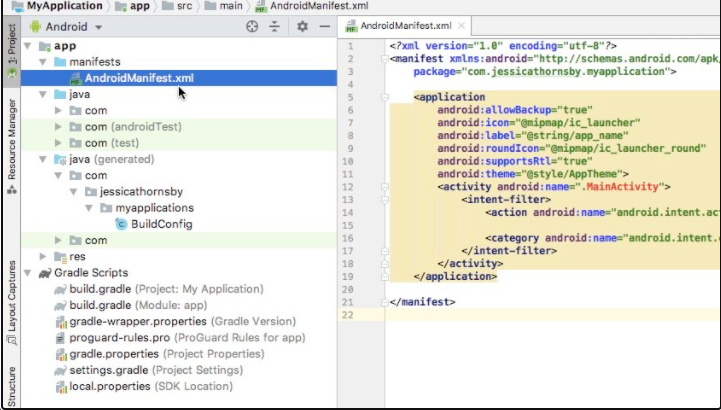 MyApplication app src main AndroidManifest.xml
Android
AndroidManifest.xml
1: Project
Resource Manager
Layout Captures
Structure
app
manifests
AndroidManifest.xml
java
com
com (androidTest)
com (test)
java (generated)
com
jessicathornsby
myapplications
BuildConfig
com
res
Gradle Scripts
build.gradle (Project: My Application)
build.gradle (Module: app)
gradle-wrapper.properties (Gradle Version)
proguard-rules.pro (ProGuard Rules for app)
gradle.properties (Project Properties)
settings.gradle (Project Settings)
local.properties (SDK Location)
1 <?xml version="1.0" encoding="utf-8"?>
2 <manifest xmlns:android="http://schemas.android.com/apk/
3 package="com.jessicathornsby.myapplication">
4
5 <application
6 android:allowBackup="true"
7 android:icon="@mipmap/ic_launcher"
8 android:label="@string/app_name"
9 android:roundIcon="@mipmap/ic_launcher_round"
10 android:supportsRtl="true"
11 android:theme="@style/AppTheme">
12 <activity android:name=".MainActivity">
13 <intent-filter>
14 <action android:name="android.intent.ac
15
16 <category android:name="android.intent.
17 </intent-filter>
18 </activity>
19 </application>
20
21 </manifest>
22